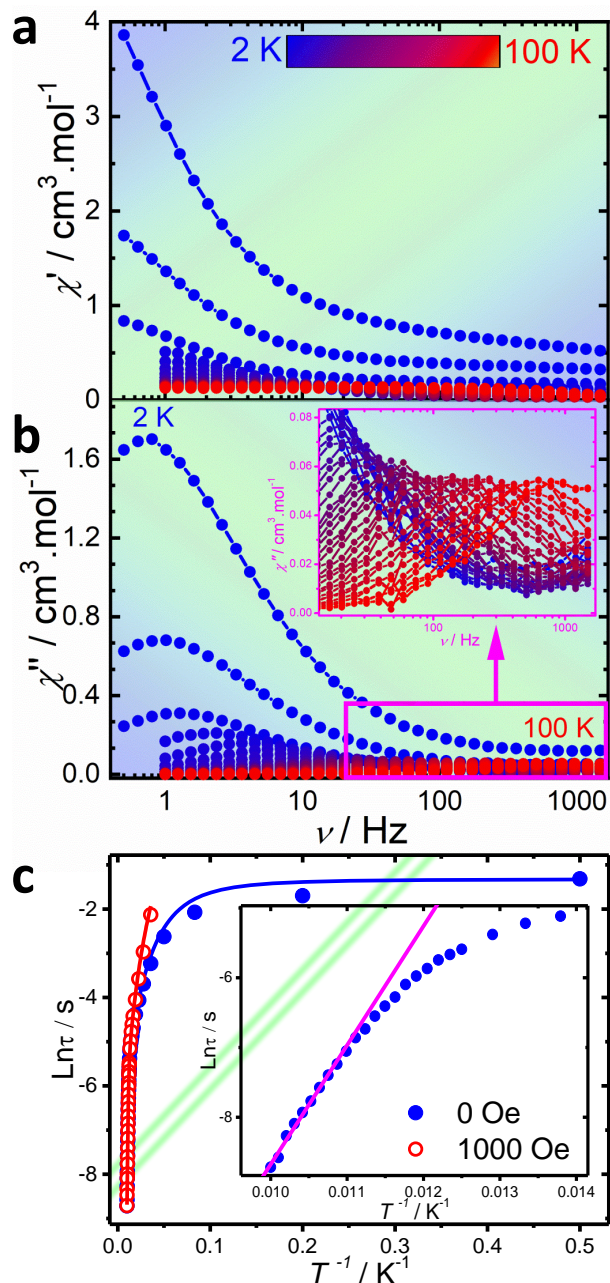 a
4
2 K
100 K
3
2
1
0
χ' / cm³.mol⁻¹
b
2 K
1.6
1.2
0.8
0.4
0.0
χ'' / cm³.mol⁻¹
0.08
0.06
0.04
0.02
0.01
0.00
χ''/ cm³.mol⁻¹
100
1000
ν / Hz
100 K
1
10
100
1000
ν / Hz
c
-2
-4
-6
-8
Lnτ / s
-6
-8
Lnτ / s
0 Oe
1000 Oe
0.010
0.011
0.012
0.013
0.014
T⁻¹ / K⁻¹
0.0
0.1
0.2
0.3
0.4
0.5
T⁻¹ / K⁻¹